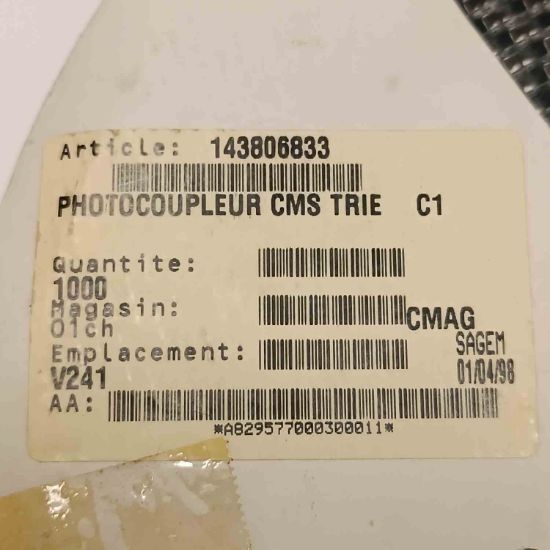 Article: 143806833
PHOTOCOUPLEUR CMS TRIE C1
Quantite:
1000
Magasin:
01ch
CMAG
Emplacement:
SAGEM
V241
01/04/98
AA:
*A829577000300011*